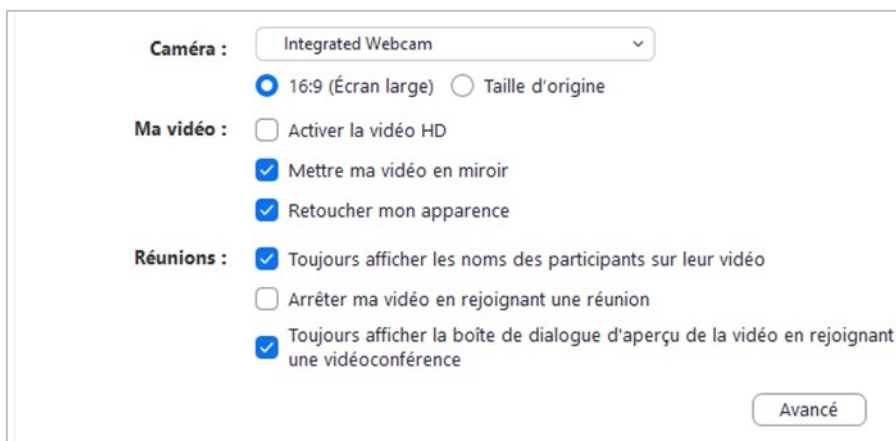 Caméra : Integrated Webcam
16:9 (Écran large) Taille d'origine
Ma vidéo : Activer la vidéo HD
Mettre ma vidéo en miroir
Retoucher mon apparence
Réunions : Toujours afficher les noms des participants sur leur vidéo
Arrêter ma vidéo en rejoignant une réunion
Toujours afficher la boîte de dialogue d'aperçu de la vidéo en rejoignant
une vidéoconférence
Avancé